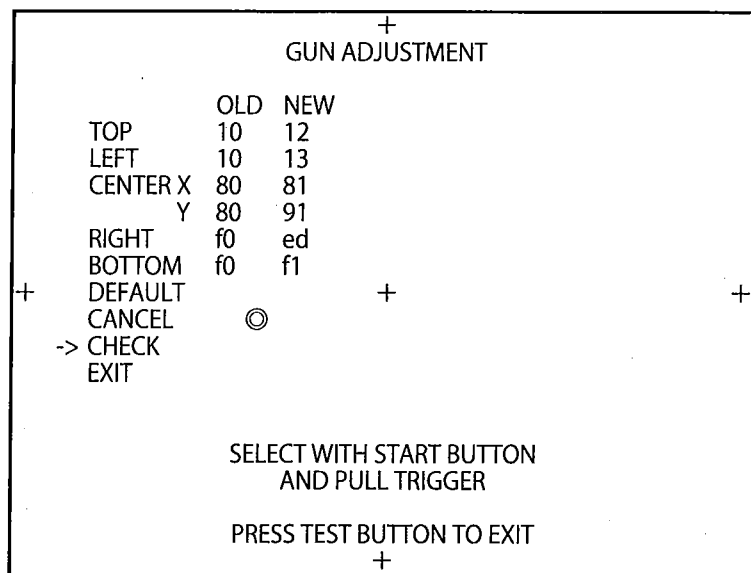 +
GUN ADJUSTMENT
OLD NEW
TOP 10 12
LEFT 10 13
CENTER X 80 81
Y 80 91
RIGHT f0 ed
BOTTOM f0 f1
+ DEFAULT + +
CANCEL ◎
-> CHECK
EXIT
SELECT WITH START BUTTON
AND PULL TRIGGER
PRESS TEST BUTTON TO EXIT
+